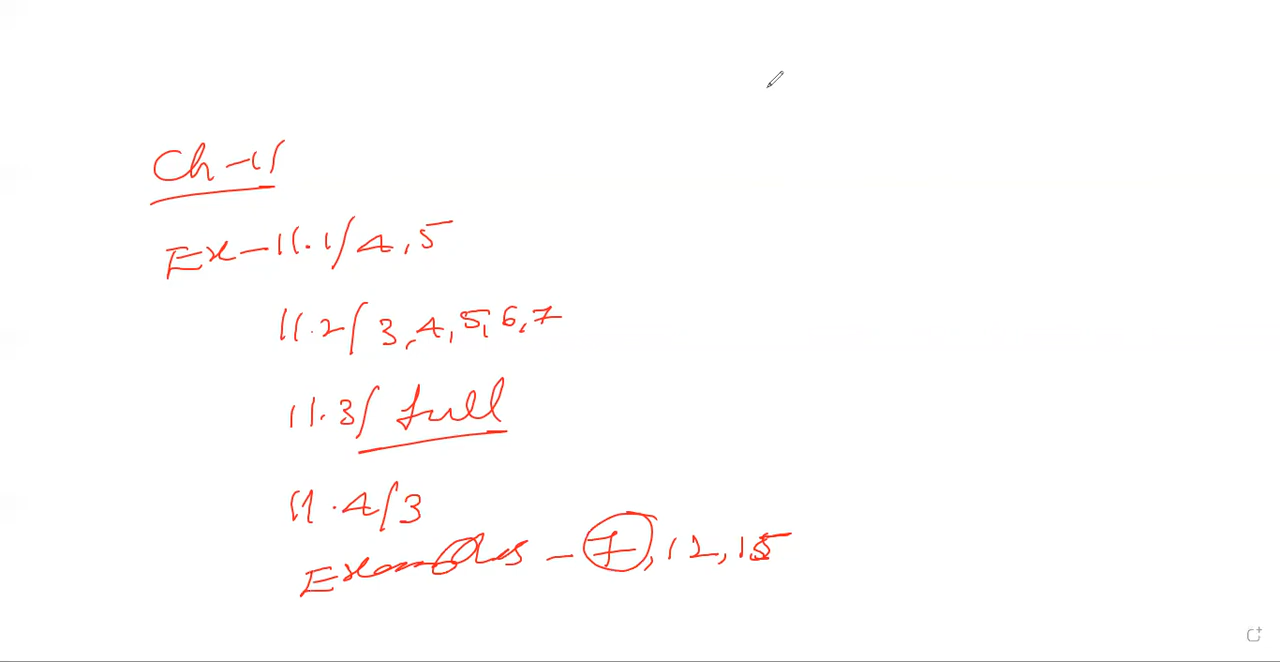 Ch-11
Ex-11.1/4,5
11.2/3,4,5,6,7
11.3/full
11.4/3
Examples-7,12,15